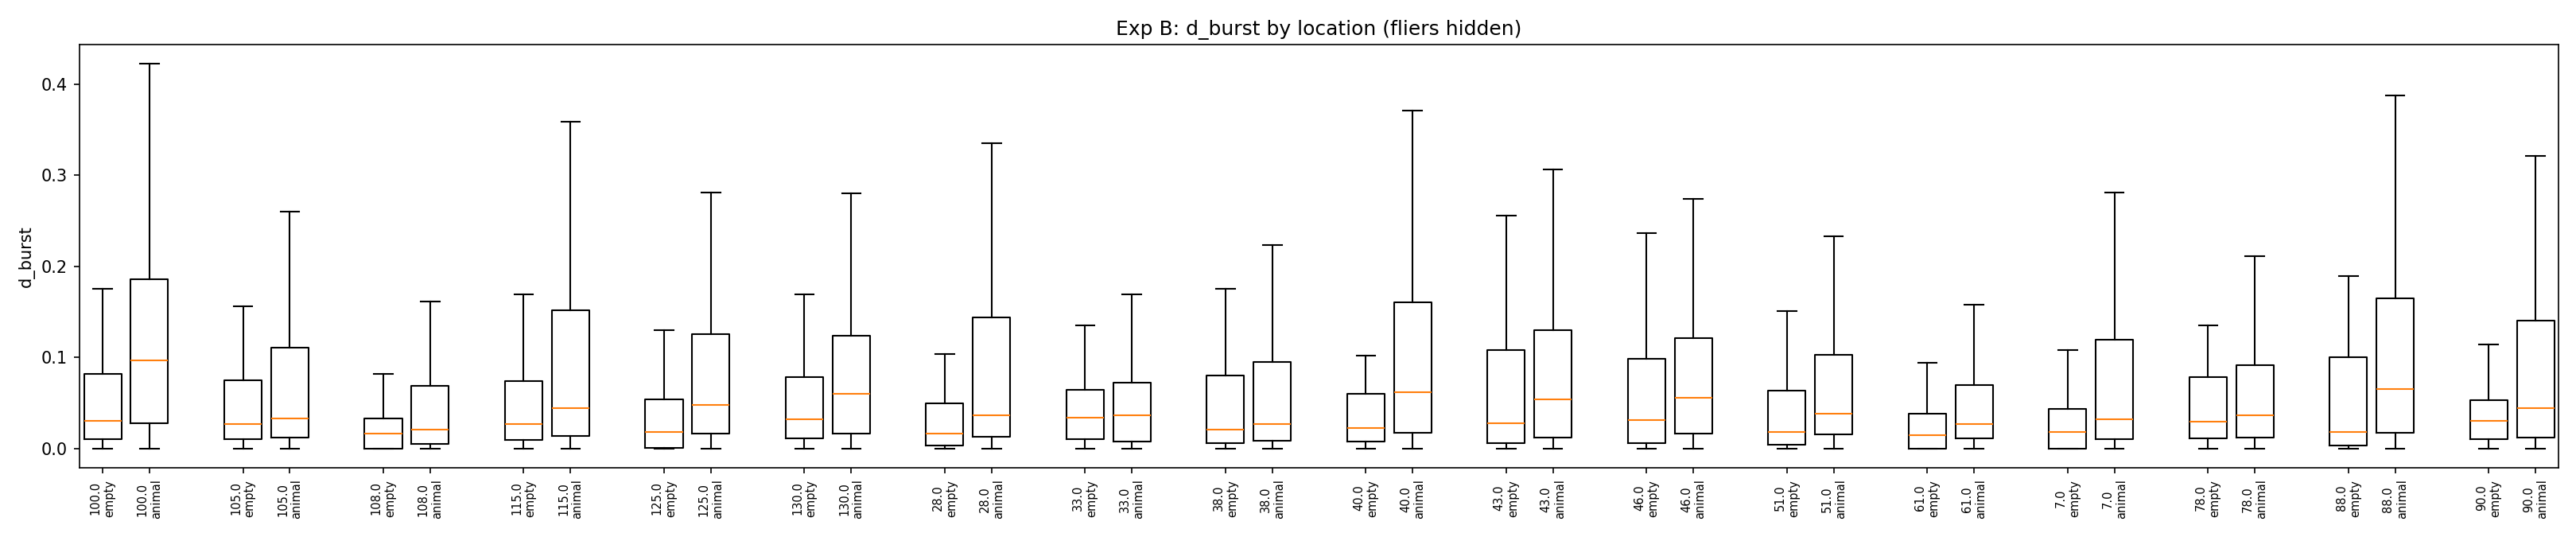 Exp B: d_burst by location (fliers hidden)
d_burst
0.4
0.3
0.2
0.1
0.0
100.0
empty
100.0
animal
105.0
empty
105.0
animal
108.0
empty
108.0
animal
115.0
empty
115.0
animal
125.0
empty
125.0
animal
130.0
empty
130.0
animal
28.0
empty
28.0
animal
33.0
empty
33.0
animal
38.0
empty
38.0
animal
40.0
empty
40.0
animal
43.0
empty
43.0
animal
46.0
empty
46.0
animal
51.0
empty
51.0
animal
61.0
empty
61.0
animal
7.0
empty
7.0
animal
78.0
empty
78.0
animal
88.0
empty
88.0
animal
90.0
empty
90.0
animal